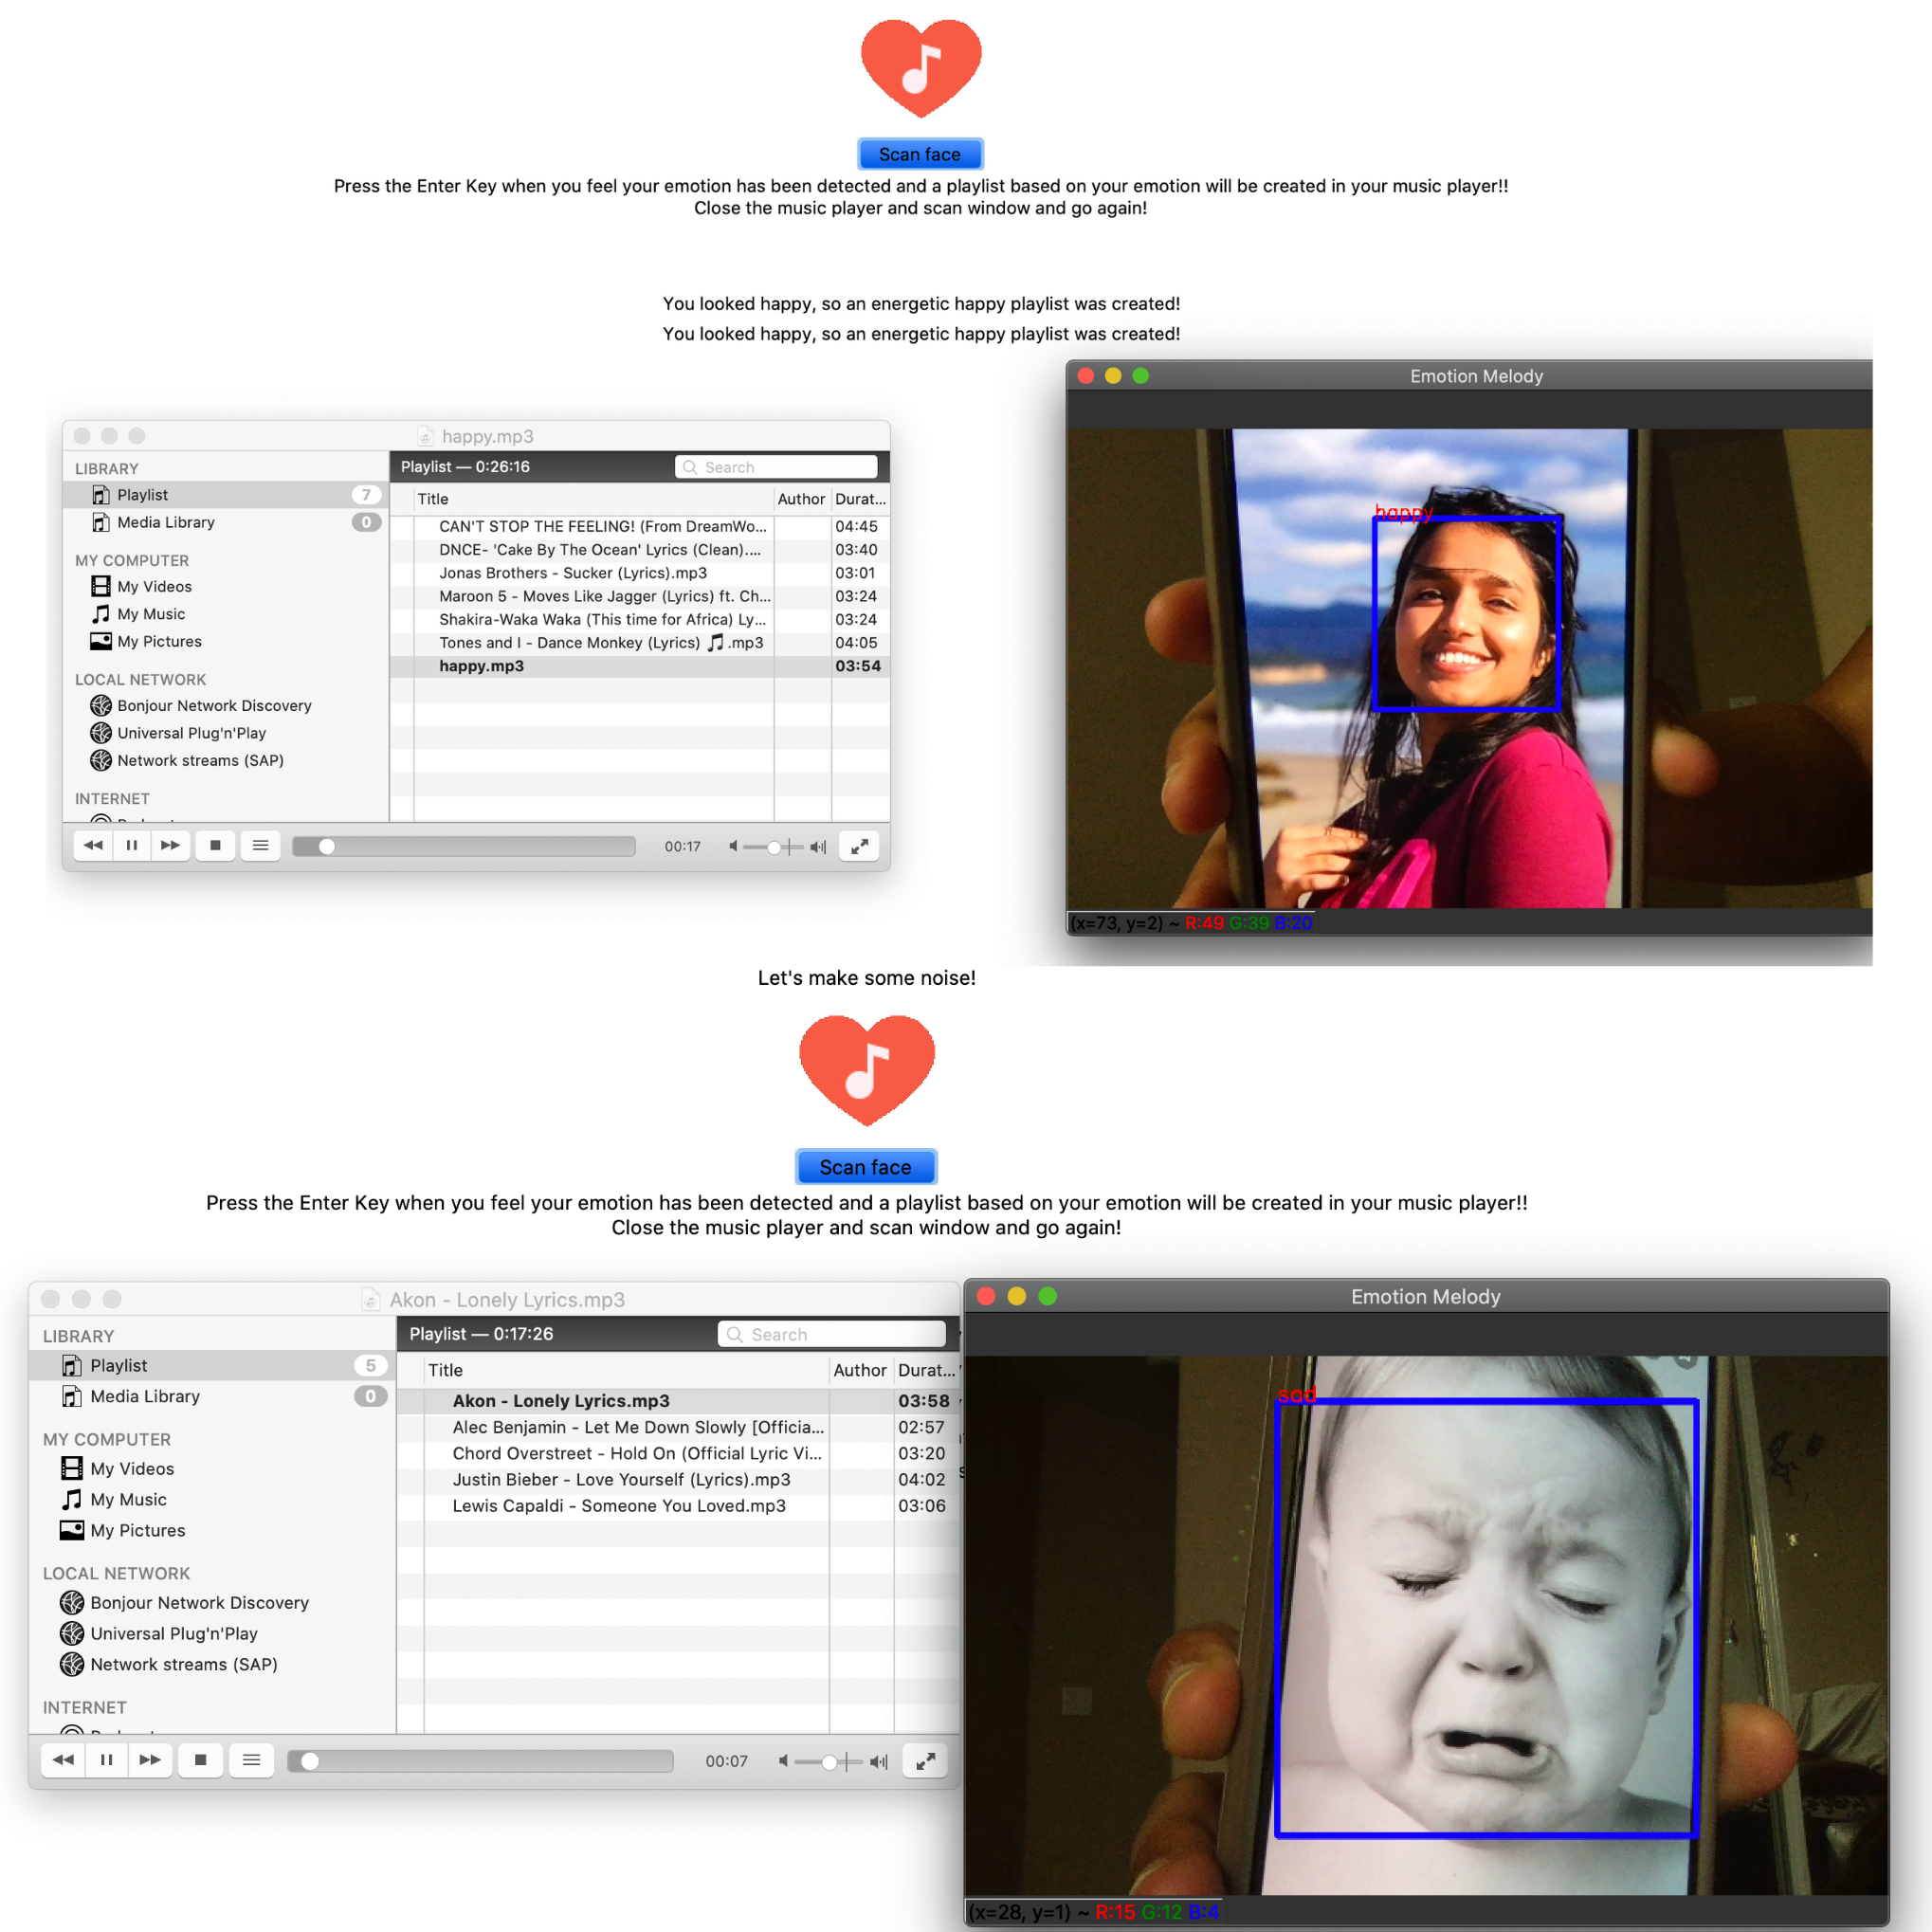 Scan face
Press the Enter Key when you feel your emotion has been detected and a playlist based on your emotion will be created in your music player!!
Close the music player and scan window and go again!
You looked happy, so an energetic happy playlist was created!
You looked happy, so an energetic happy playlist was created!
happy.mp3
LIBRARY
Playlist 7
Media Library 0
MY COMPUTER
My Videos
My Music
My Pictures
LOCAL NETWORK
Bonjour Network Discovery
Universal Plug'n'Play
Network streams (SAP)
INTERNET
Playlist — 0:26:16 Search
Title Author Durat...
CAN'T STOP THE FEELING! (From DreamWo... 04:45
DNCE- 'Cake By The Ocean' Lyrics (Clean).... 03:40
Jonas Brothers - Sucker (Lyrics).mp3 03:01
Maroon 5 - Moves Like Jagger (Lyrics) ft. Ch... 03:24
Shakira-Waka Waka (This time for Africa) Ly... 03:24
Tones and I - Dance Monkey (Lyrics) 🎵.mp3 04:05
happy.mp3 03:54
00:17
Emotion Melody
happy
(x=73, y=2) ~ R:49 G:39 B:20
Let's make some noise!
Scan face
Press the Enter Key when you feel your emotion has been detected and a playlist based on your emotion will be created in your music player!!
Close the music player and scan window and go again!
Akon - Lonely Lyrics.mp3
LIBRARY
Playlist 5
Media Library 0
MY COMPUTER
My Videos
My Music
My Pictures
LOCAL NETWORK
Bonjour Network Discovery
Universal Plug'n'Play
Network streams (SAP)
INTERNET
Playlist — 0:17:26 Search
Title Author Durat...
Akon - Lonely Lyrics.mp3 03:58
Alec Benjamin - Let Me Down Slowly [Officia... 02:57
Chord Overstreet - Hold On (Official Lyric Vi... 03:20
Justin Bieber - Love Yourself (Lyrics).mp3 04:02
Lewis Capaldi - Someone You Loved.mp3 03:06
00:07
Emotion Melody
sad
(x=28, y=1) ~ R:15 G:12 B:4